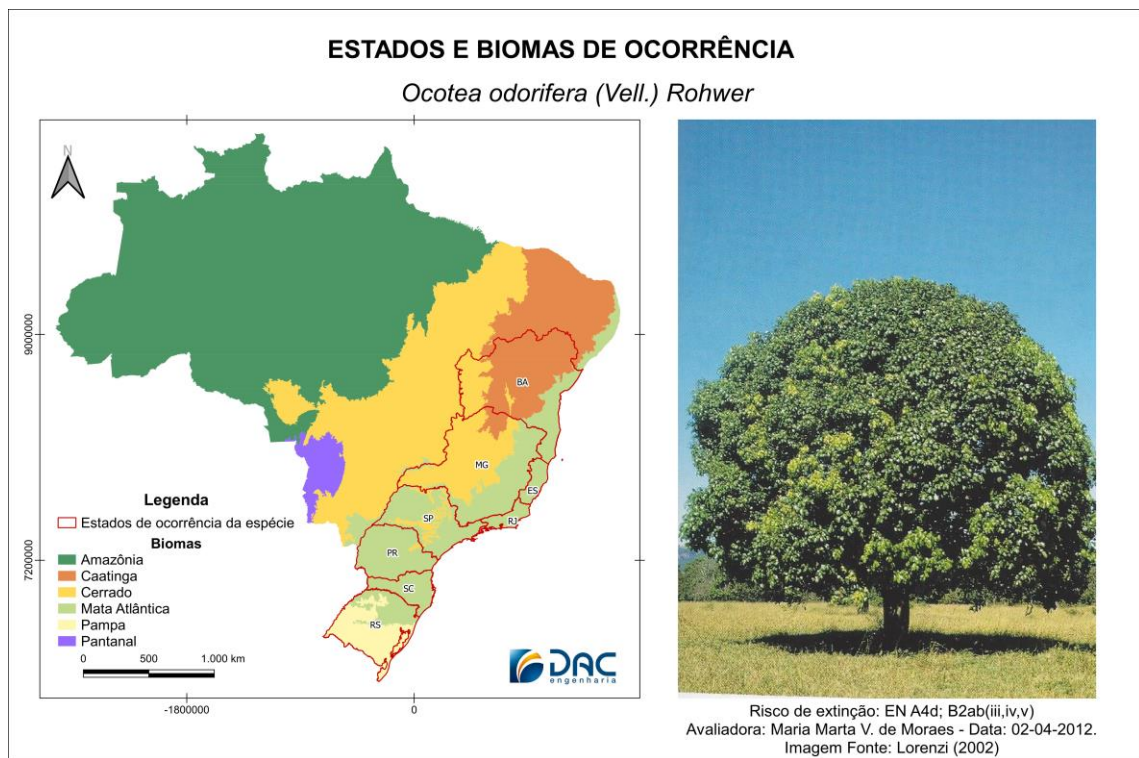 ESTADOS E BIOMAS DE OCORRÊNCIA
Ocotea odorifera (Vell.) Rohwer
N
9000000
7200000
-1800000
0
BA
MG
ES
SP
RJ
PR
SC
RS
Legenda
Estados de ocorrência da espécie
Biomas
Amazônia
Caatinga
Cerrado
Mata Atlântica
Pampa
Pantanal
0 500 1.000 km
DAC
engenharia
Risco de extinção: EN A4d; B2ab(iii,iv,v)
Avaliadora: Maria Marta V. de Moraes - Data: 02-04-2012.
Imagem Fonte: Lorenzi (2002)